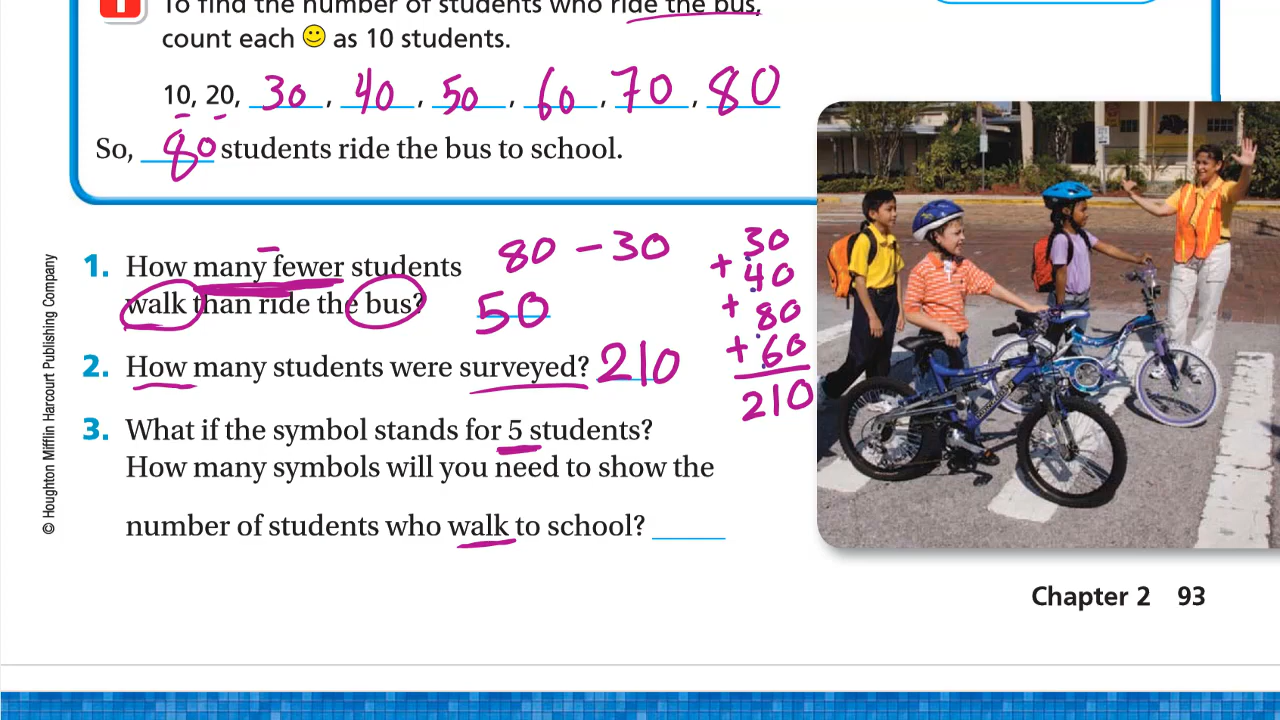 To find the number of students who ride the bus,
count each as 10 students.
10, 20, 30, 40, 50, 60, 70, 80
So, 80 students ride the bus to school.
1. How many fewer students
walk than ride the bus?
80 - 30
50
2. How many students were surveyed? 210
30
+ 40
+ 80
+ 60
210
3. What if the symbol stands for 5 students?
How many symbols will you need to show the
number of students who walk to school?
© Houghton Mifflin Harcourt Publishing Company
Chapter 2 93